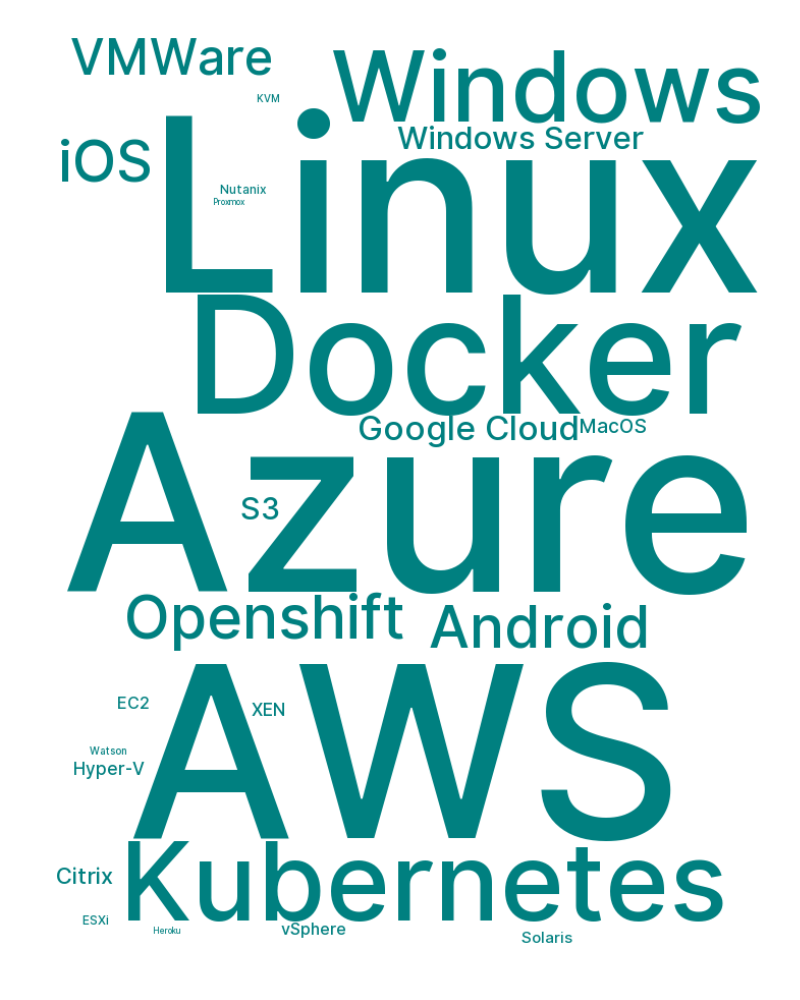 VMWare
Windows
KVM
Windows Server
iOS
Linux
Nutanix
Proxmox
Docker
Google Cloud
MacOS
Azure
S3
Openshift
Android
EC2
XEN
AWS
Watson
Hyper-V
Kubernetes
Citrix
ESXi
Heroku
vSphere
Solaris